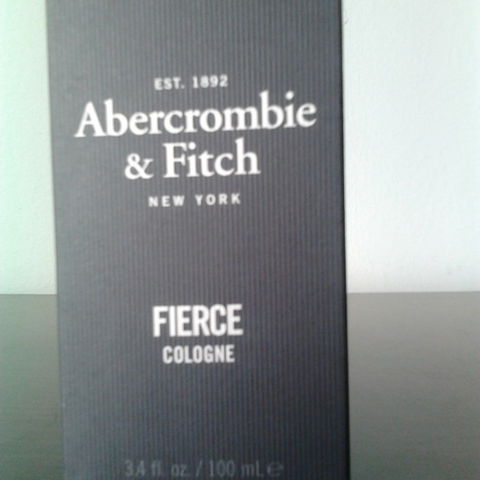 EST. 1892
Abercrombie
& Fitch
NEW YORK
FIERCE
COLOGNE
3.4 fl. oz. / 100 mL ℮